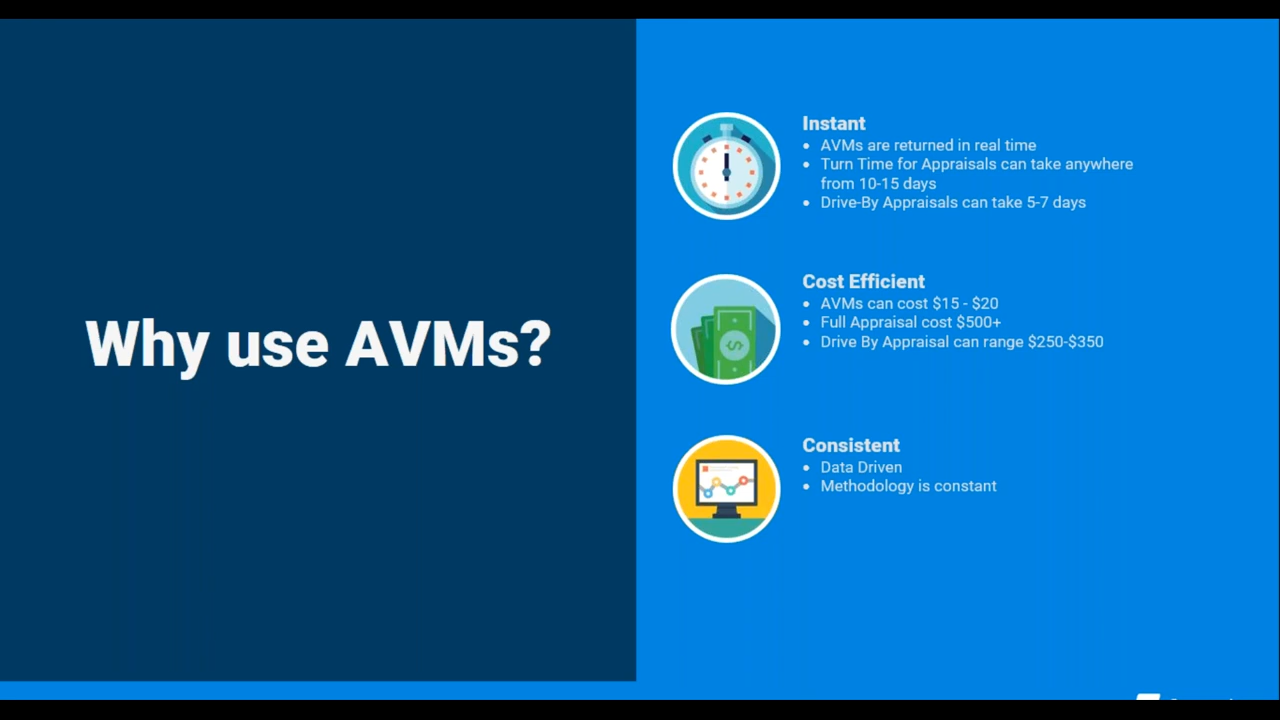 Why use AVMs?
Instant
• AVMs are returned in real time
• Turn Time for Appraisals can take anywhere
from 10-15 days
• Drive-By Appraisals can take 5-7 days
Cost Efficient
• AVMs can cost $15 - $20
• Full Appraisal cost $500+
• Drive By Appraisal can range $250-$350
Consistent
• Data Driven
• Methodology is constant